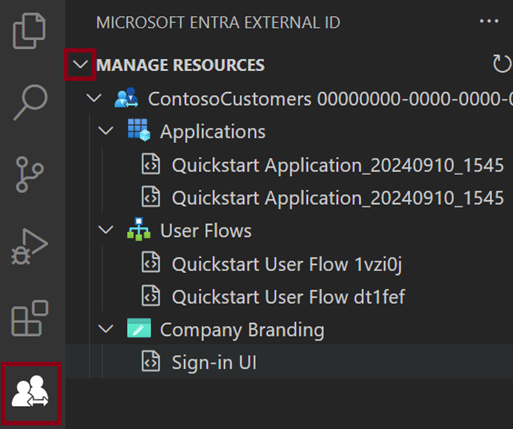 MICROSOFT ENTRA EXTERNAL ID
MANAGE RESOURCES
ContosoCustomers 00000000-0000-0000-0
Applications
Quickstart Application_20240910_1545
Quickstart Application_20240910_1545
User Flows
Quickstart User Flow 1vzi0j
Quickstart User Flow dt1fef
Company Branding
Sign-in UI